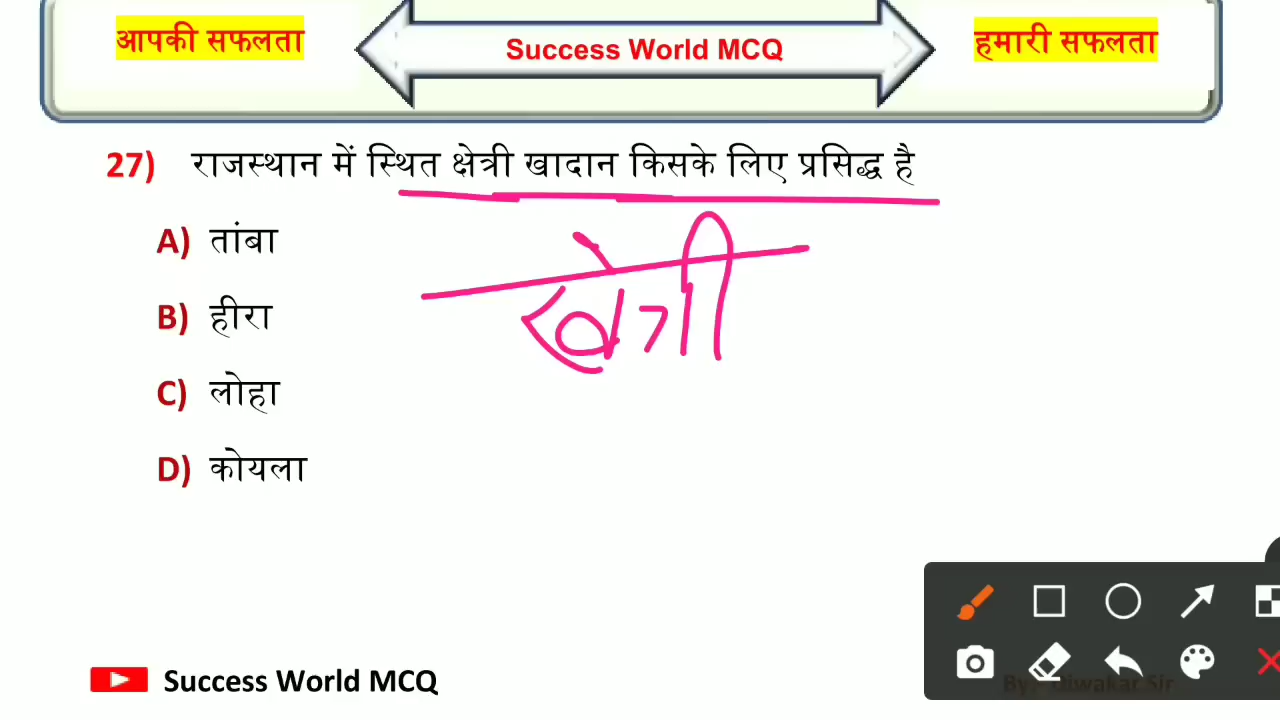 आपकी सफलता
Success World MCQ
हमारी सफलता
27) राजस्थान में स्थित क्षेत्री खादान किसके लिए प्रसिद्ध है
खेत्री
A) तांबा
B) हीरा
C) लोहा
D) कोयला
Success World MCQ